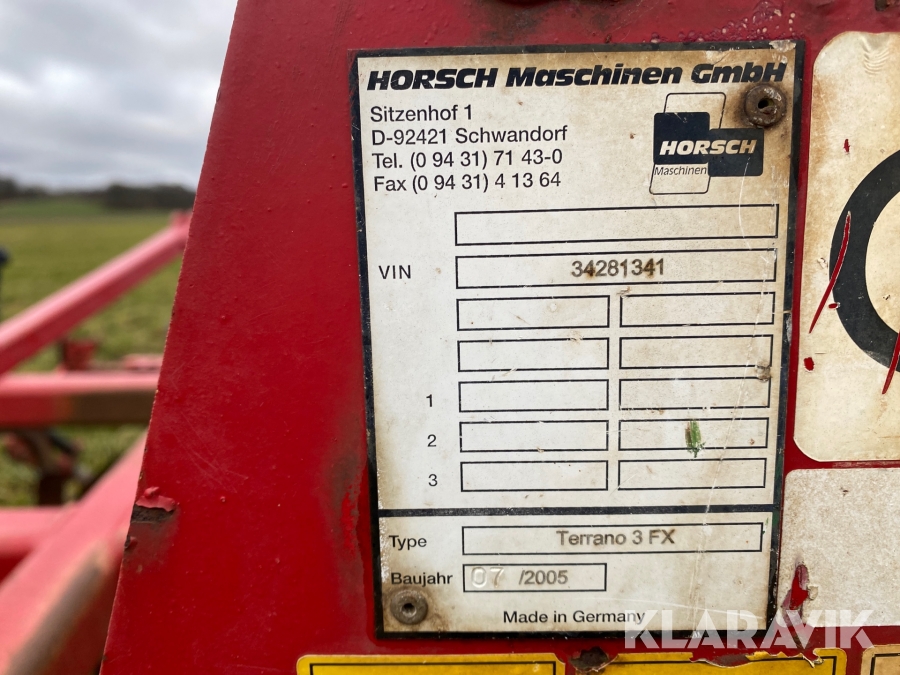 HORSCH Maschinen GmbH
Sitzenhof 1
D-92421 Schwandorf
Tel. (0 94 31) 71 43-0
Fax (0 94 31) 4 13 64
HORSCH
Maschinen
VIN 34281341
1
2
3
Type Terrano 3 FX
Baujahr 07 /2005
Made in Germany
KLARAVIK